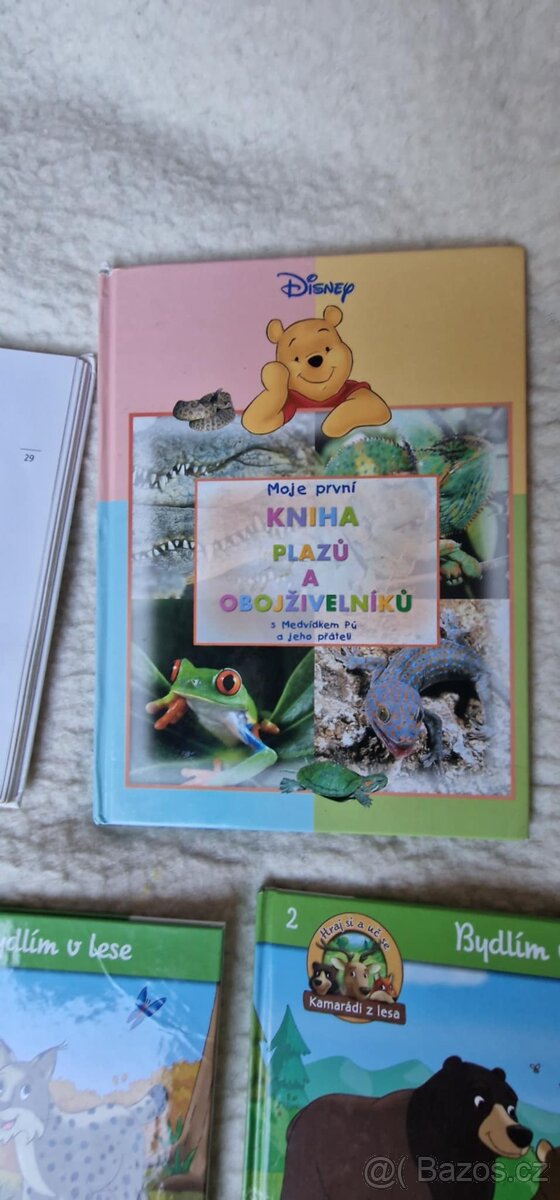 Disney
29
Moje první
KNIHA
PLAZŮ
A
OBOJŽIVELNÍKŮ
s Medvídkem Pú
a jeho přáteli
ydlím v lese
2
Hraj si a uč se
Kamarádi z lesa
Bydlím
@( Bazos.cz